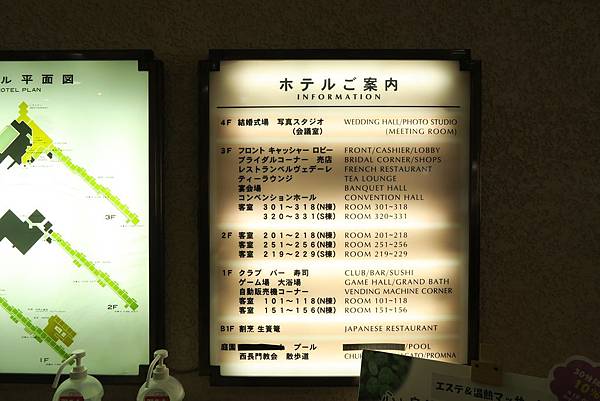 ル 平面図
HOTEL PLAN
3F
2F
1F
ホテルご案内
INFORMATION
4F 結婚式場 写真スタジオ WEDDING HALL/PHOTO STUDIO
(会議室) (MEETING ROOM)
3F フロント キャッシャー ロビー FRONT/CASHIER/LOBBY
ブライダルコーナー 売店 BRIDAL CORNER/SHOPS
レストランベルヴェデーレ FRENCH RESTAURANT
ティーラウンジ TEA LOUNGE
宴会場 BANQUET HALL
コンベンションホール CONVENTION HALL
客室 301〜318(N棟) ROOM 301~318
320〜331(S棟) ROOM 320~331
2F 客室 201〜218(N棟) ROOM 201~218
客室 251〜256(N棟) ROOM 251~256
客室 219〜229(S棟) ROOM 219~229
1F クラブ バー 寿司 CLUB/BAR/SUSHI
ゲーム場 大浴場 GAME HALL/GRAND BATH
自動販売機コーナー VENDING MACHINE CORNER
客室 101〜118(N棟) ROOM 101~118
客室 151〜156(N棟) ROOM 151~156
B1F 割烹 生簀篭 JAPANESE RESTAURANT
庭園 プール /POOL
西長門教会 散歩道 CHU GATO/PROMNA
エステ&温熱マッサ
30%